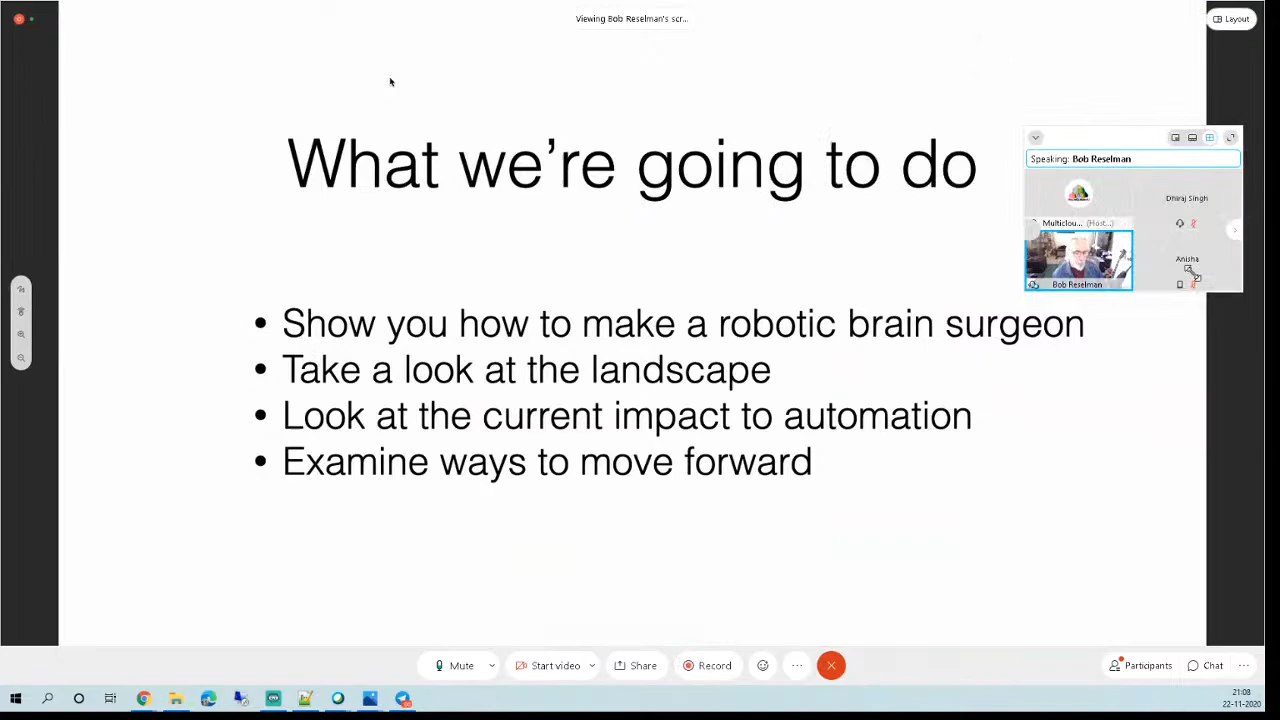 Viewing Bob Reselman's scr...
Layout
What we're going to do
Speaking: Bob Reselman
Dhiraj Singh
Multiclou... (Host...)
Anisha
Bob Reselman
• Show you how to make a robotic brain surgeon
• Take a look at the landscape
• Look at the current impact to automation
• Examine ways to move forward
Mute
Start video
Share
Record
Participants
Chat
21:08
22-11-2020